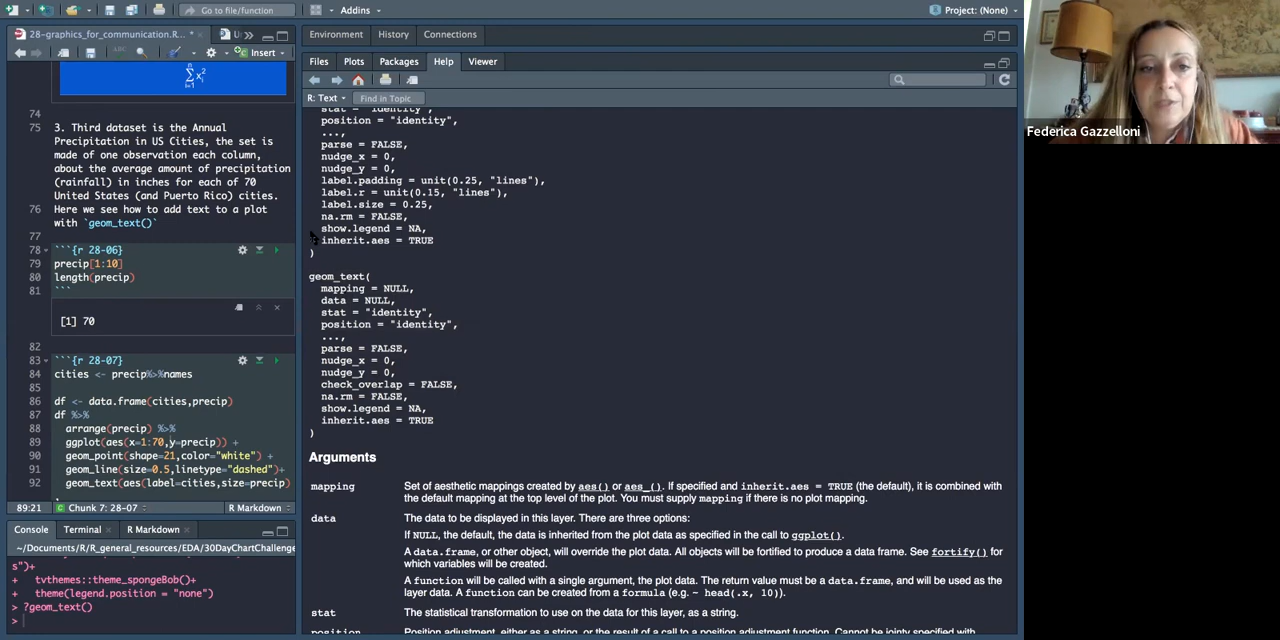 Go to file/function
Addins
Project: (None)
28-graphics_for_communication.R... *
Insert
74
75 3. Third dataset is the Annual
Precipitation in US Cities, the set is
made of one observation each column,
about the average amount of precipitation
(rainfall) in inches for each of 70
United States (and Puerto Rico) cities.
76 Here we see how to add text to a plot
with `geom_text()`
77
78 ```{r 28-06}
79 precip[1:10]
80 length(precip)
81 ```
[1] 70
82
83 ```{r 28-07}
84 cities <- precip%>%names
85
86 df <- data.frame(cities,precip)
87 df %>%
88 arrange(precip) %>%
89 ggplot(aes(x=1:70,y=precip)) +
90 geom_point(shape=21,color="white") +
91 geom_line(size=0.5,linetype="dashed")+
92 geom_text(aes(label=cities,size=precip)
89:21 Chunk 7: 28-07 R Markdown
Console Terminal R Markdown
~/Documents/R/R_general_resources/EDA/30DayChartChallenge
s")+
+ tvthemes::theme_spongeBob()+
+ theme(legend.position = "none")
> ?geom_text()
>
Environment History Connections
Files Plots Packages Help Viewer
R: Text Find in Topic
stat = "identity",
position = "identity",
...,
parse = FALSE,
nudge_x = 0,
nudge_y = 0,
label.padding = unit(0.25, "lines"),
label.r = unit(0.15, "lines"),
label.size = 0.25,
na.rm = FALSE,
show.legend = NA,
inherit.aes = TRUE
)
geom_text(
mapping = NULL,
data = NULL,
stat = "identity",
position = "identity",
...,
parse = FALSE,
nudge_x = 0,
nudge_y = 0,
check_overlap = FALSE,
na.rm = FALSE,
show.legend = NA,
inherit.aes = TRUE
)
Arguments
mapping Set of aesthetic mappings created by aes() or aes_(). If specified and inherit.aes = TRUE (the default), it is combined with
the default mapping at the top level of the plot. You must supply mapping if there is no plot mapping.
data The data to be displayed in this layer. There are three options:
If NULL, the default, the data is inherited from the plot data as specified in the call to ggplot().
A data.frame, or other object, will override the plot data. All objects will be fortified to produce a data frame. See fortify() for
which variables will be created.
A function will be called with a single argument, the plot data. The return value must be a data.frame, and will be used as the
layer data. A function can be created from a formula (e.g. ~ head(.x, 10)).
stat The statistical transformation to use on the data for this layer, as a string.
position Position adjustment, either as a string, or the result of a call to a position adjustment function. Cannot be jointy specified with
Federica Gazzelloni